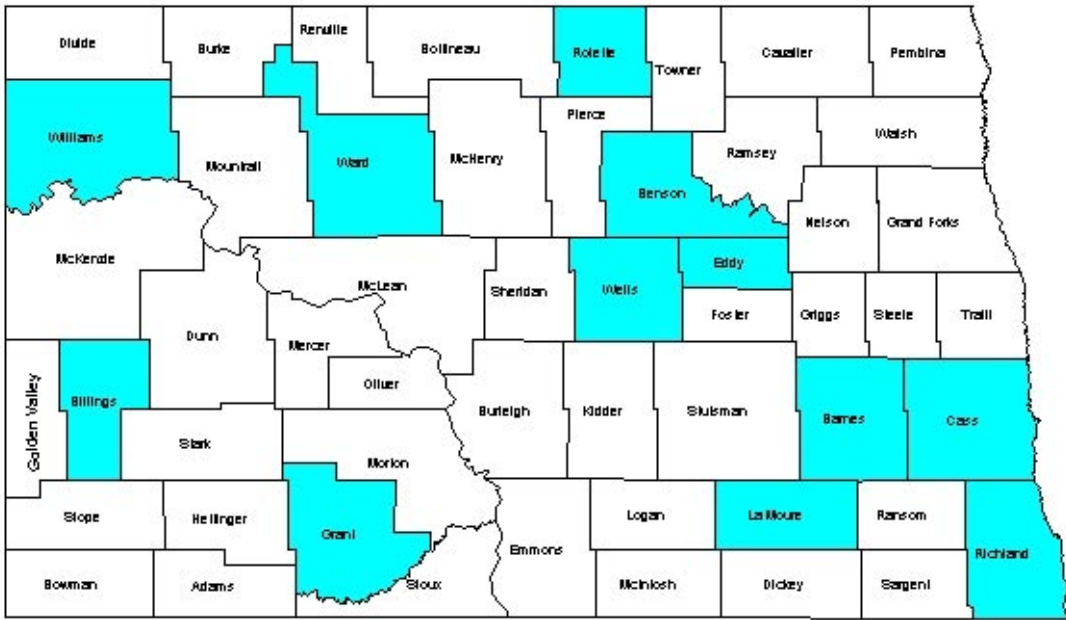 Divide
Burke
Renville
Bottineau
Rolette
Towner
Cavalier
Pembina
Williams
Mountrail
Ward
McHenry
Pierce
Benson
Ramsey
Walsh
Nelson
Grand Forks
McKenzie
McLean
Sheridan
Wells
Eddy
Foster
Griggs
Steele
Traill
Dunn
Mercer
Oliver
Golden Valley
Billings
Stark
Morton
Burleigh
Kidder
Stutsman
Barnes
Cass
Slope
Hettinger
Grant
Emmons
Logan
LaMoure
Ransom
Richland
Bowman
Adams
Sioux
McIntosh
Dickey
Sargent